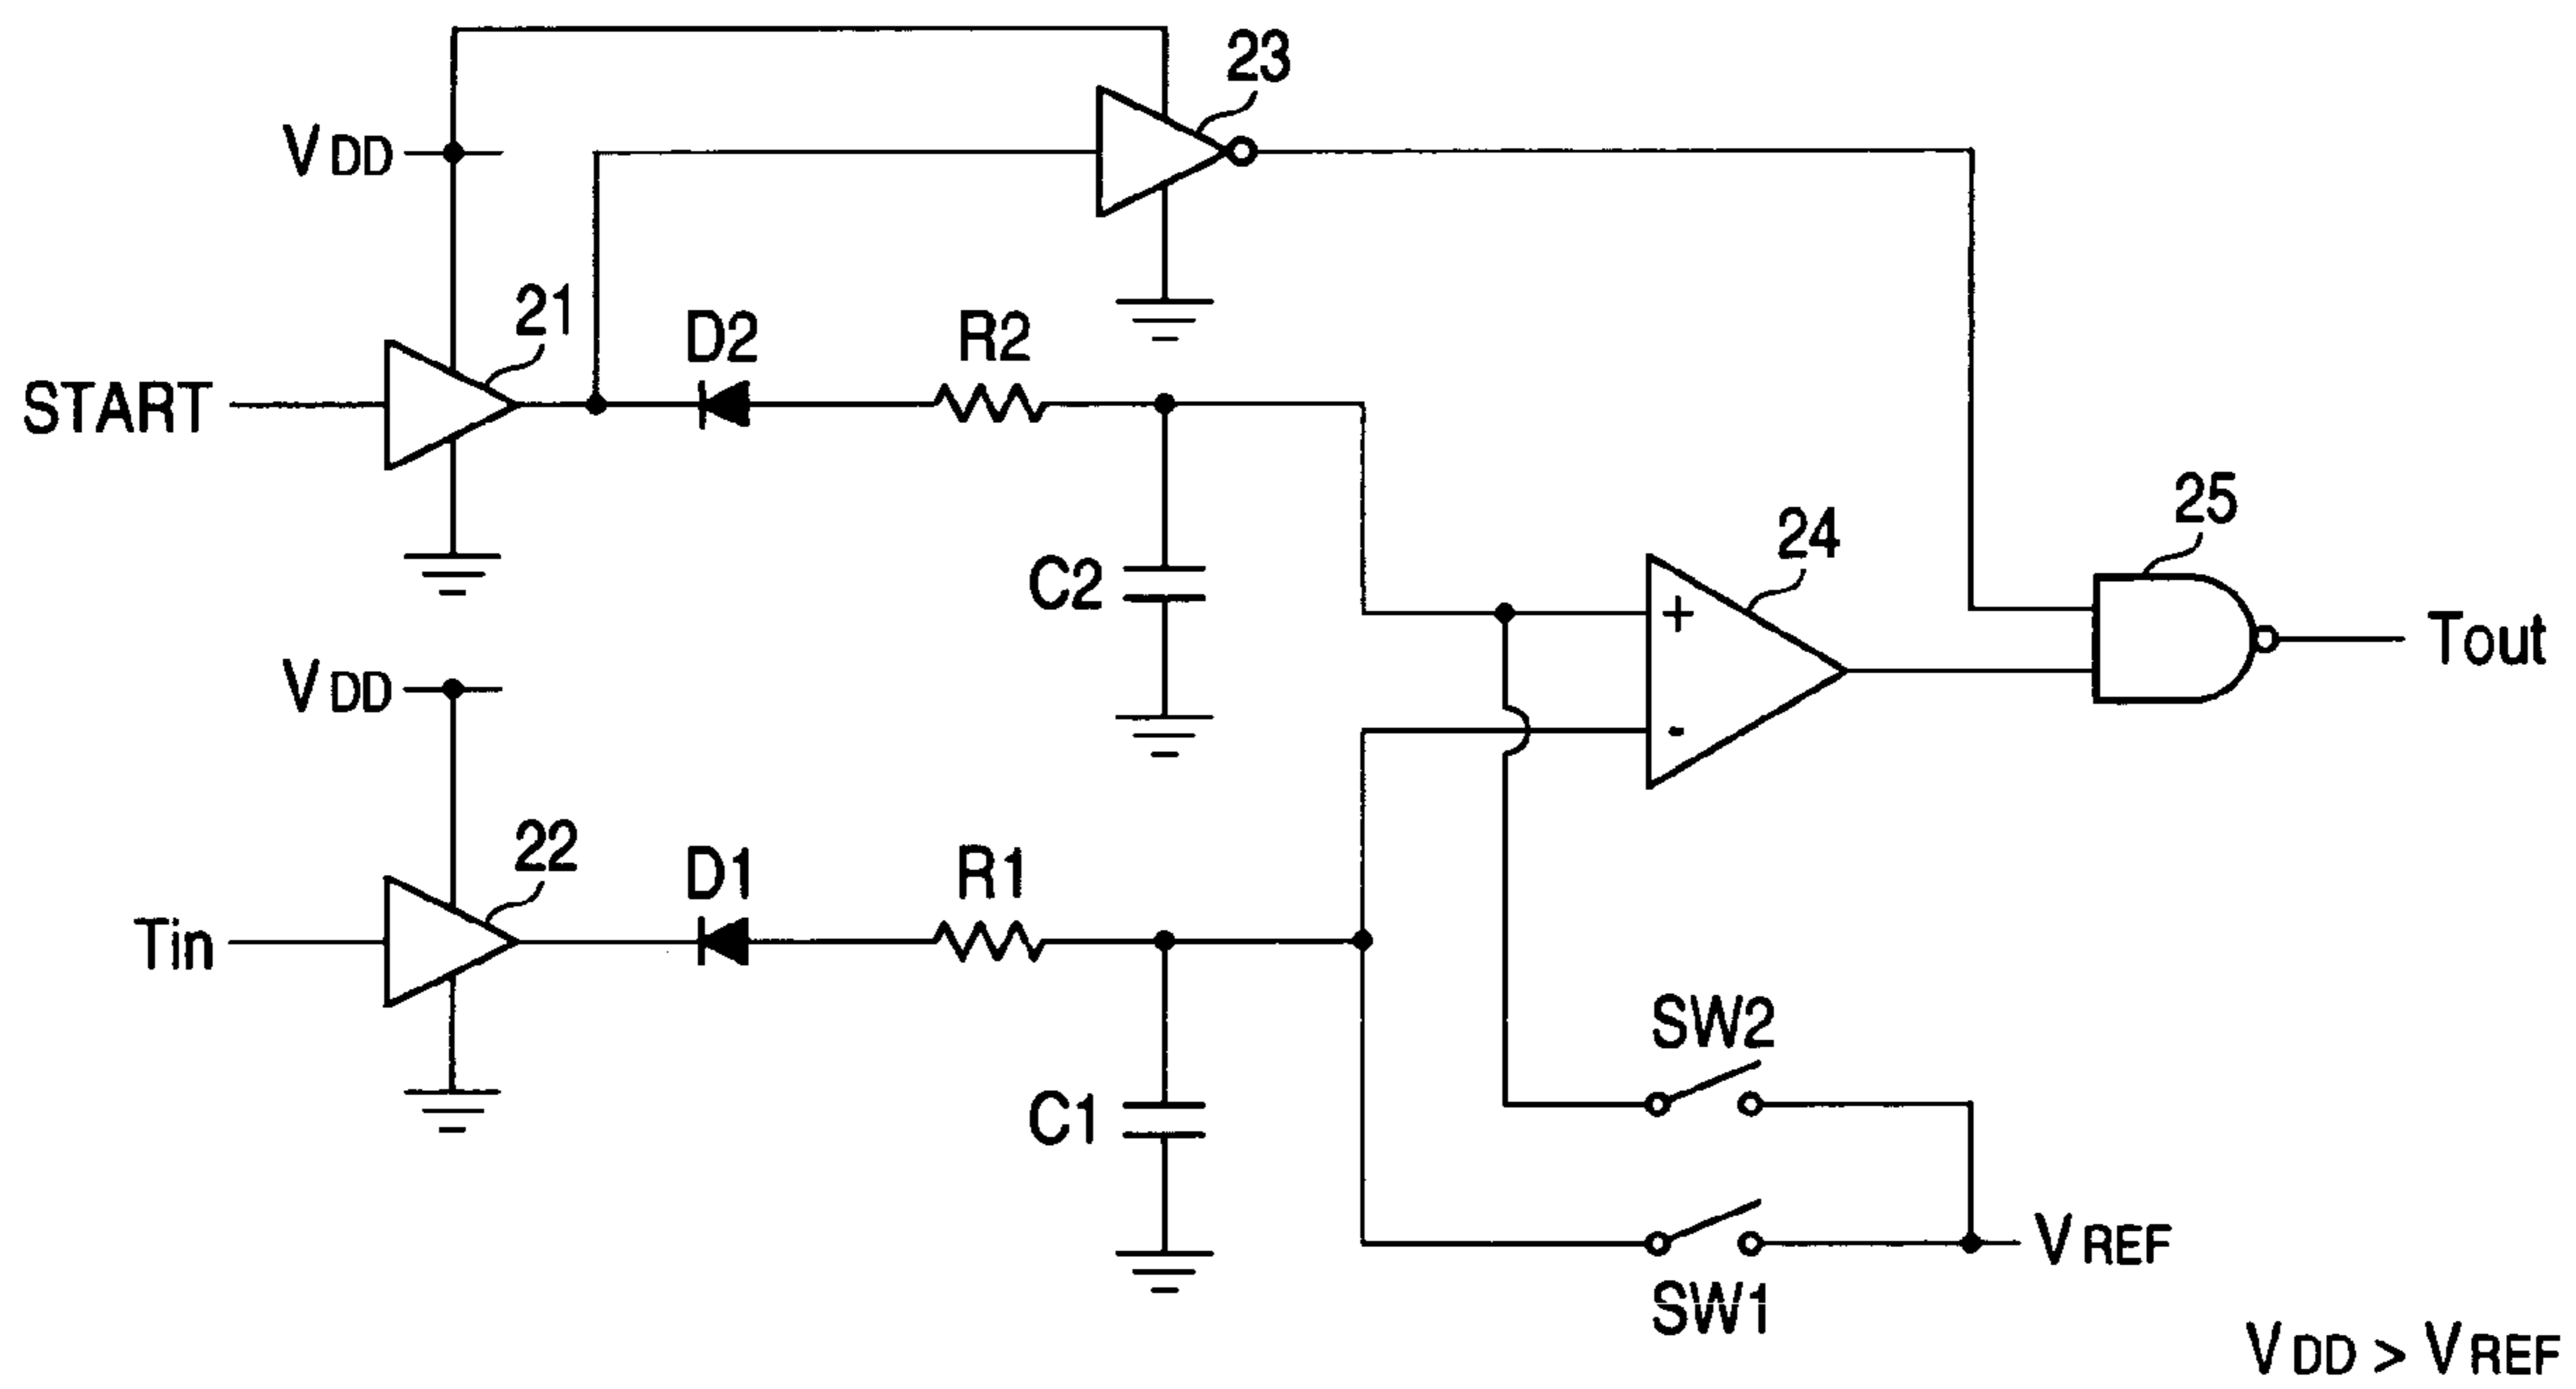 23
VDD
21
D2
R2
START
25
24
C2
+
Tout
VDD
-
22
D1
R1
Tin
SW2
C1
VREF
SW1
VDD > VREF